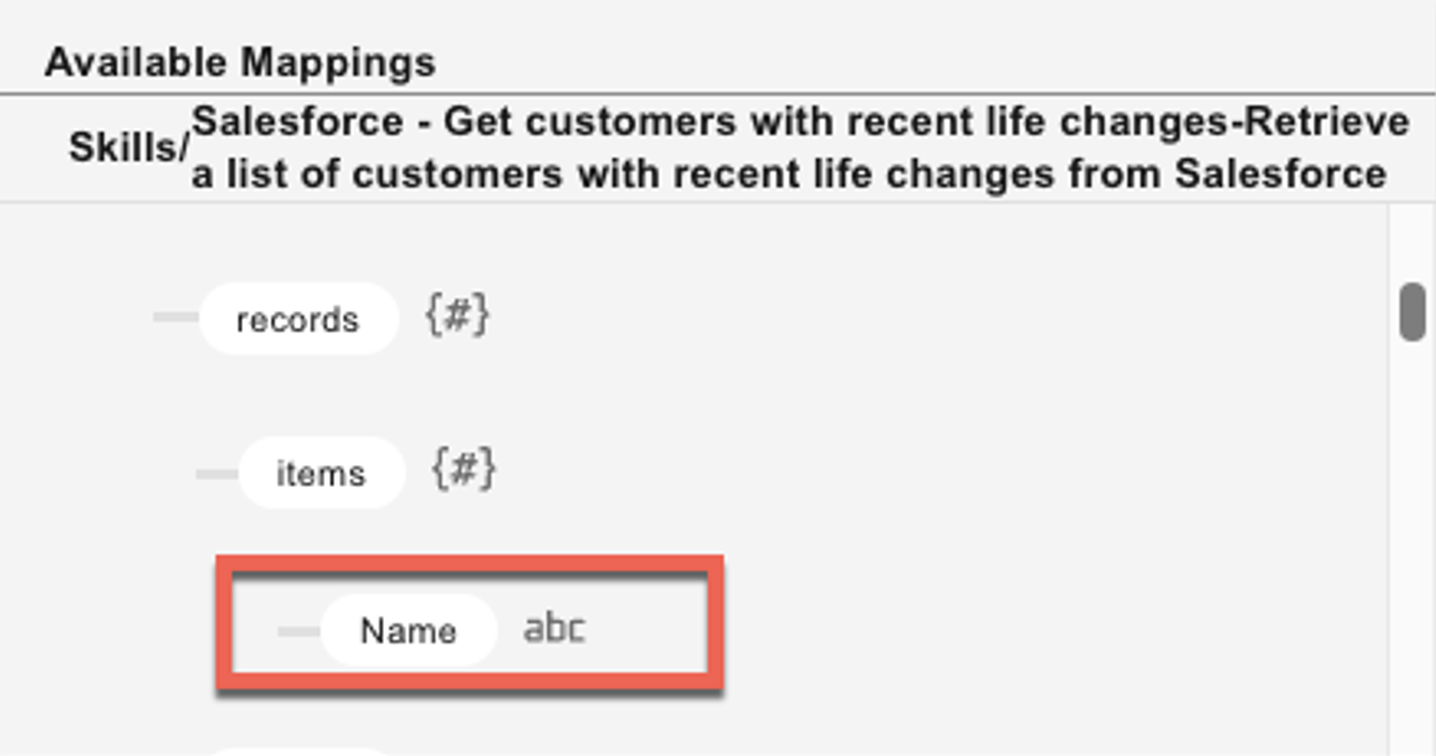 Available Mappings
Skills/
Salesforce - Get customers with recent life changes-Retrieve
a list of customers with recent life changes from Salesforce
records {#}
items {#}
Name abc